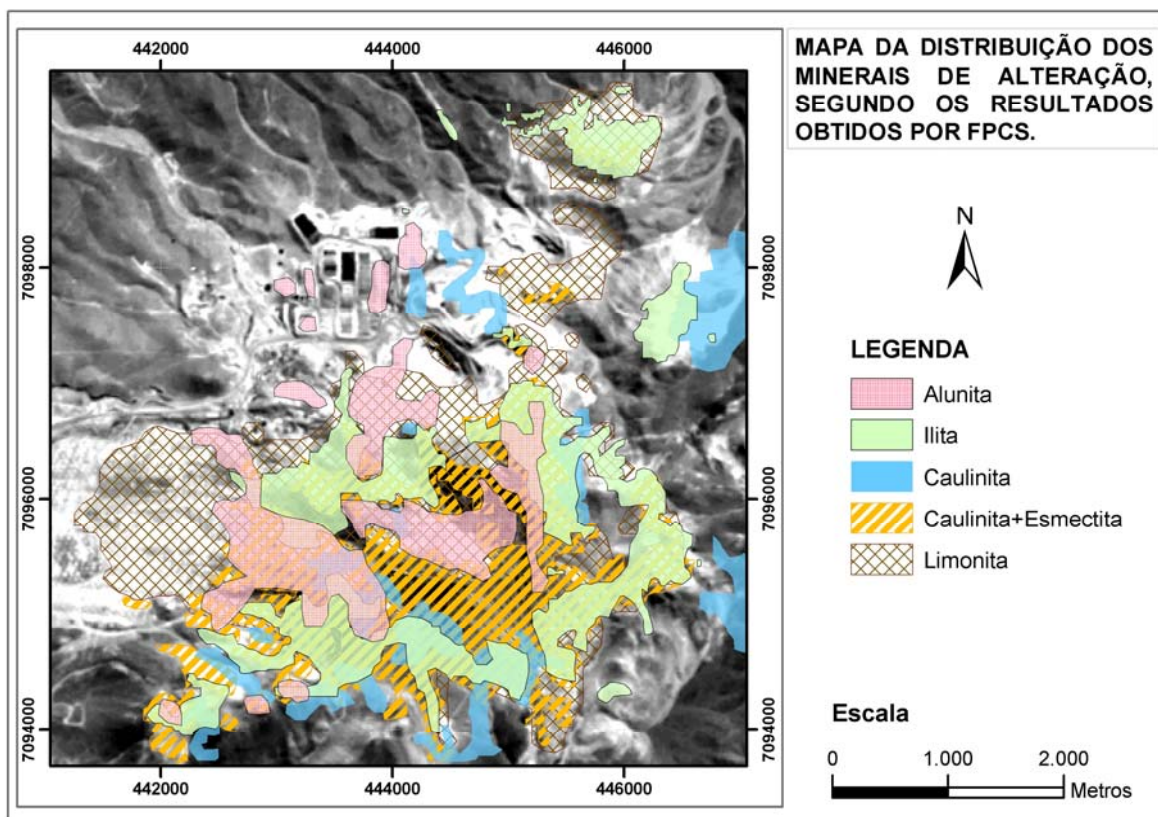 442000 444000 446000
MAPA DA DISTRIBUIÇÃO DOS
MINERAIS DE ALTERAÇÃO,
SEGUNDO OS RESULTADOS
OBTIDOS POR FPCS.
N
7098000 7098000
LEGENDA
Alunita
Ilita
Caulinita
Caulinita+Esmectita
Limonita
7096000 7096000
7094000 7094000
Escala
0 1.000 2.000
Metros
442000 444000 446000